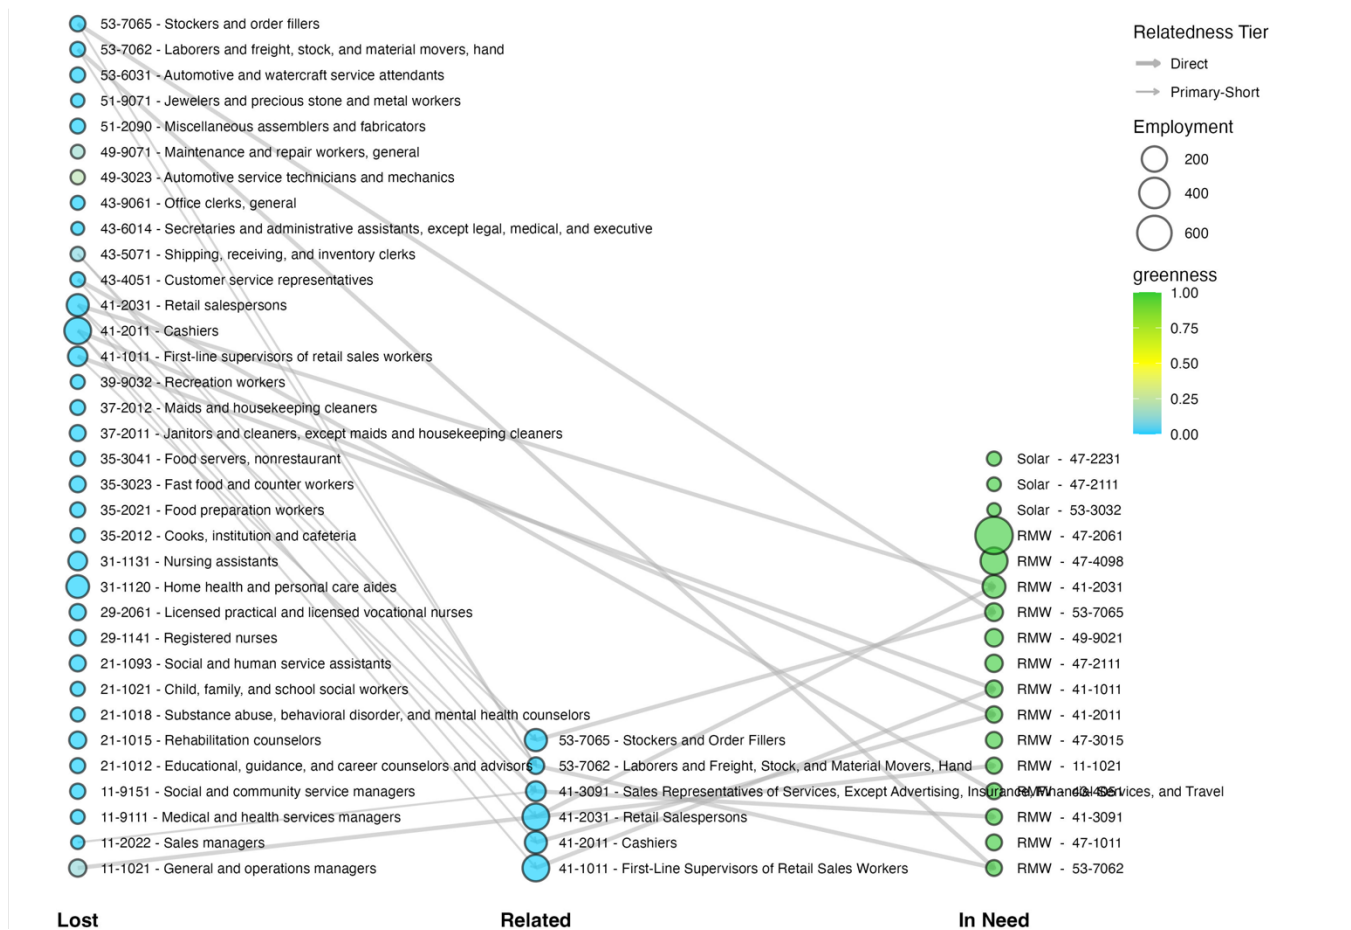 53-7065 - Stockers and order fillers
53-7062 - Laborers and freight, stock, and material movers, hand
53-6031 - Automotive and watercraft service attendants
51-9071 - Jewelers and precious stone and metal workers
51-2090 - Miscellaneous assemblers and fabricators
49-9071 - Maintenance and repair workers, general
49-3023 - Automotive service technicians and mechanics
43-9061 - Office clerks, general
43-6014 - Secretaries and administrative assistants, except legal, medical, and executive
43-5071 - Shipping, receiving, and inventory clerks
43-4051 - Customer service representatives
41-2031 - Retail salespersons
41-2011 - Cashiers
41-1011 - First-line supervisors of retail sales workers
39-9032 - Recreation workers
37-2012 - Maids and housekeeping cleaners
37-2011 - Janitors and cleaners, except maids and housekeeping cleaners
35-3041 - Food servers, nonrestaurant
35-3023 - Fast food and counter workers
35-2021 - Food preparation workers
35-2012 - Cooks, institution and cafeteria
31-1131 - Nursing assistants
31-1120 - Home health and personal care aides
29-2061 - Licensed practical and licensed vocational nurses
29-1141 - Registered nurses
21-1093 - Social and human service assistants
21-1021 - Child, family, and school social workers
21-1018 - Substance abuse, behavioral disorder, and mental health counselors
21-1015 - Rehabilitation counselors
21-1012 - Educational, guidance, and career counselors and advisors
11-9151 - Social and community service managers
11-9111 - Medical and health services managers
11-2022 - Sales managers
11-1021 - General and operations managers
Lost
53-7065 - Stockers and Order Fillers
53-7062 - Laborers and Freight, Stock, and Material Movers, Hand
41-3091 - Sales Representatives of Services, Except Advertising, Insurance, Financial Services, and Travel
41-2031 - Retail Salespersons
41-2011 - Cashiers
41-1011 - First-Line Supervisors of Retail Sales Workers
Related
Solar - 47-2231
Solar - 47-2111
Solar - 53-3032
RMW - 47-2061
RMW - 47-4098
RMW - 41-2031
RMW - 53-7065
RMW - 49-9021
RMW - 47-2111
RMW - 41-1011
RMW - 41-2011
RMW - 47-3015
RMW - 11-1021
RMW - 43-4051
RMW - 41-3091
RMW - 47-1011
RMW - 53-7062
In Need
Relatedness Tier
Direct
Primary-Short
Employment
200
400
600
greenness
1.00
0.75
0.50
0.25
0.00